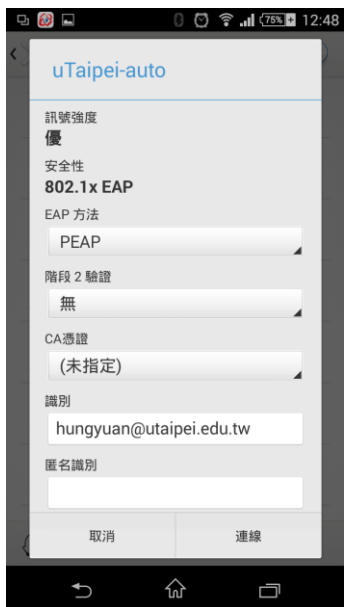 75% 12:48
uTaipei-auto
訊號強度
優
安全性
802.1x EAP
EAP 方法
PEAP
階段 2 驗證
無
CA憑證
(未指定)
識別
hungyuan@utaipei.edu.tw
匿名識別
取消 連線